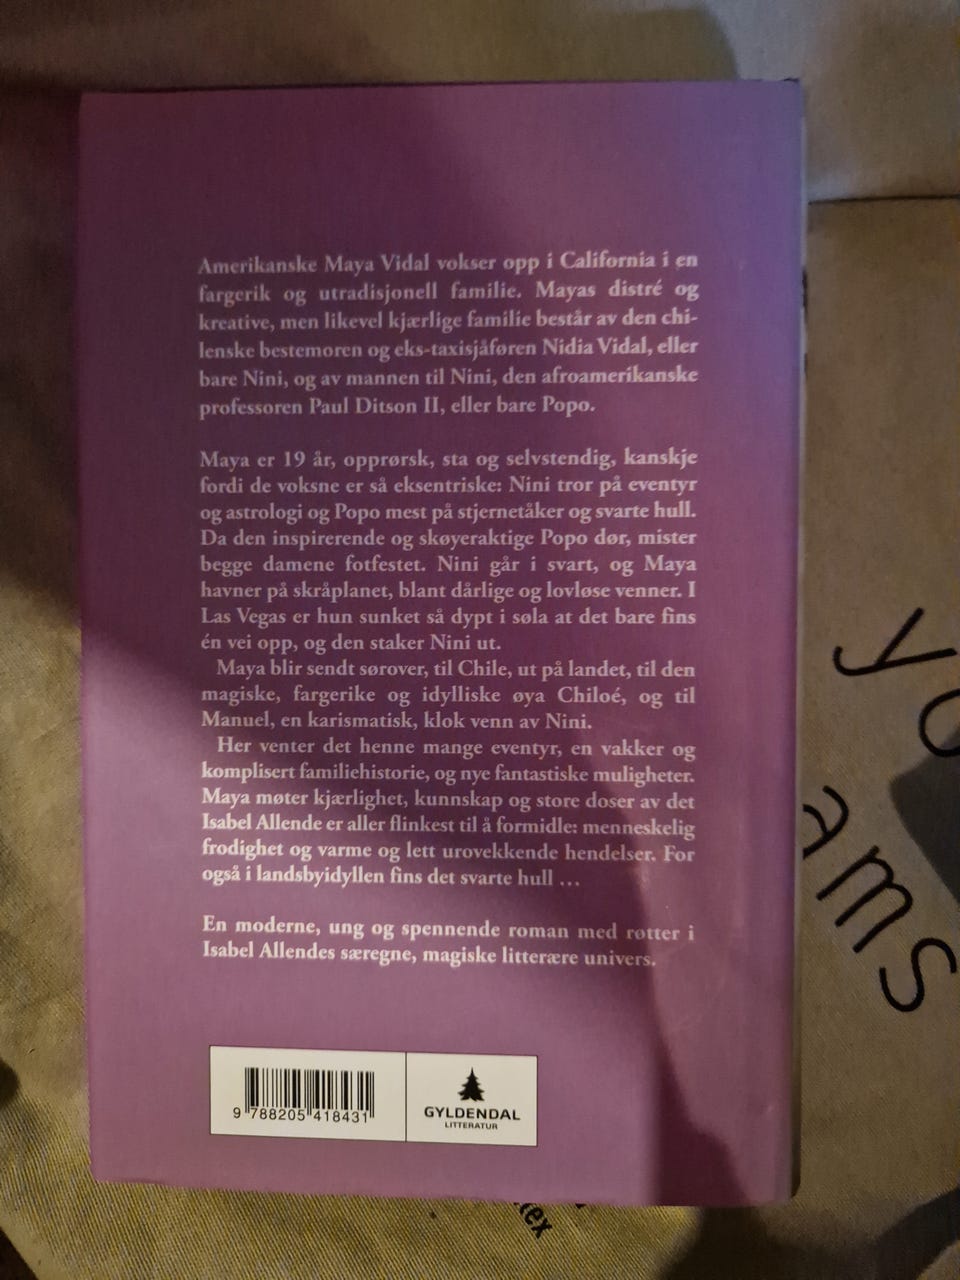 Amerikanske Maya Vidal vokser opp i California i en
fargerik og utradisjonell familie. Mayas distré og
kreative, men likevel kjærlige familie består av den chi-
lenske bestemoren og eks-taxisjåføren Nidia Vidal, eller
bare Nini, og av mannen til Nini, den afroamerikanske
professoren Paul Ditson II, eller bare Popo.
Maya er 19 år, opprørsk, sta og selvstendig, kanskje
fordi de voksne er så eksentriske: Nini tror på eventyr
og astrologi og Popo mest på stjernetåker og svarte hull.
Da den inspirerende og skøyeraktige Popo dør, mister
begge damene fotfestet. Nini går i svart, og Maya
havner på skråplanet, blant dårlige og lovløse venner. I
Las Vegas er hun sunket så dypt i søla at det bare fins
én vei opp, og den staker Nini ut.
Maya blir sendt sørover, til Chile, ut på landet, til den
magiske, fargerike og idylliske øya Chiloé, og til
Manuel, en karismatisk, klok venn av Nini.
Her venter det henne mange eventyr, en vakker og
komplisert familiehistorie, og nye fantastiske muligheter.
Maya møter kjærlighet, kunnskap og store doser av det
Isabel Allende er aller flinkest til å formidle: menneskelig
frodighet og varme og lett urovekkende hendelser. For
også i landsbyidyllen fins det svarte hull ...
En moderne, ung og spennende roman med røtter i
Isabel Allendes særegne, magiske litterære univers.
9 788205 418431
GYLDENDAL
LITTERATUR
yo
ams